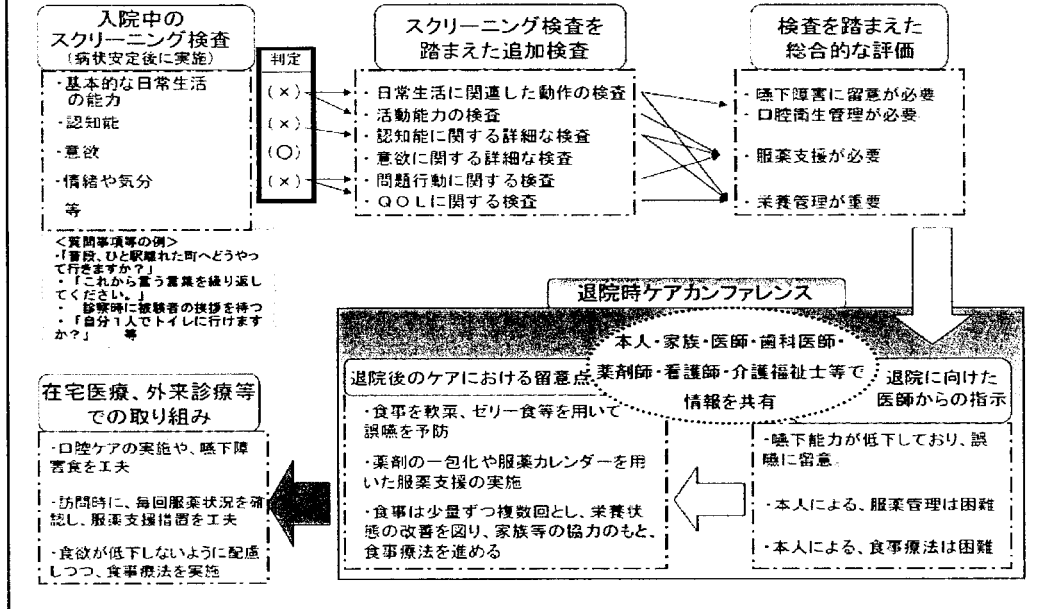 入院中の
スクリーニング検査
(病状安定後に実施)
・基本的な日常生活
の能力
・認知能
・意欲
・情緒や気分
等
判定
(×)
(×)
(○)
(×)
スクリーニング検査を
踏まえた追加検査
・日常生活に関連した動作の検査
・活動能力の検査
・認知能に関する詳細な検査
・意欲に関する詳細な検査
・問題行動に関する検査
・QOLに関する検査
検査を踏まえた
総合的な評価
・嚥下障害に留意が必要
・口腔衛生管理が必要
・服薬支援が必要
・栄養管理が重要
<質問事項等の例>
・「普段、ひと駅離れた町へどうやっ
て行きますか?」
・「これから言う言葉を繰り返し
てください。」
・ 診察時に被験者の挨拶を待つ
・「自分1人でトイレに行けます
か?」 等
退院時ケアカンファレンス
本人・家族・医師・歯科医師・
薬剤師・看護師・介護福祉士等で
情報を共有
退院に向けた
医師からの指示
・嚥下能力が低下しており、誤
嚥に留意
・本人による、服薬管理は困難
・本人による、食事療法は困難
退院後のケアにおける留意点
・食事を軟菜、ゼリー食等を用いて
誤嚥を予防
・薬剤の一包化や服薬カレンダーを用
いた服薬支援の実施
・食事は少量ずつ複数回とし、栄養状
態の改善を図り、家族等の協力のもと、
食事療法を進める
在宅医療、外来診療等
での取り組み
・口腔ケアの実施や、嚥下障
害食を工夫
・訪問時に、毎回服薬状況を確
認し、服薬支援措置を工夫
・食欲が低下しないように配慮
しつつ、食事療法を実施